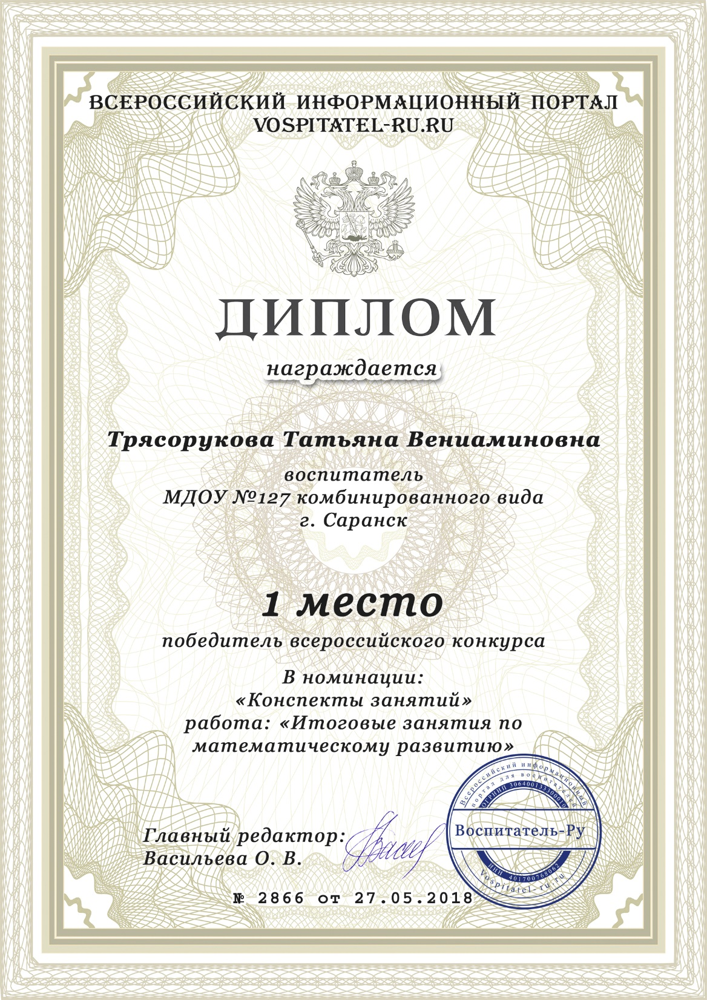 ВСЕРОССИЙСКИЙ ИНФОРМАЦИОННЫЙ ПОРТАЛ
VOSPITATEL-RU.RU
ДИПЛОМ
награждается
Трясорукова Татьяна Вениаминовна
воспитатель
МДОУ №127 комбинированного вида
г. Саранск
1 место
победитель всероссийского конкурса
В номинации:
«Конспекты занятий»
работа: «Итоговые занятия по
математическому развитию»
Всероссийский информационный
портал для воспитателей
ОГРНИП 306400133300010
Воспитатель-Ру
ИНН 401700768062
Vospitatel-ru.ru
Главный редактор:
Васильева О. В.
№ 2866 от 27.05.2018